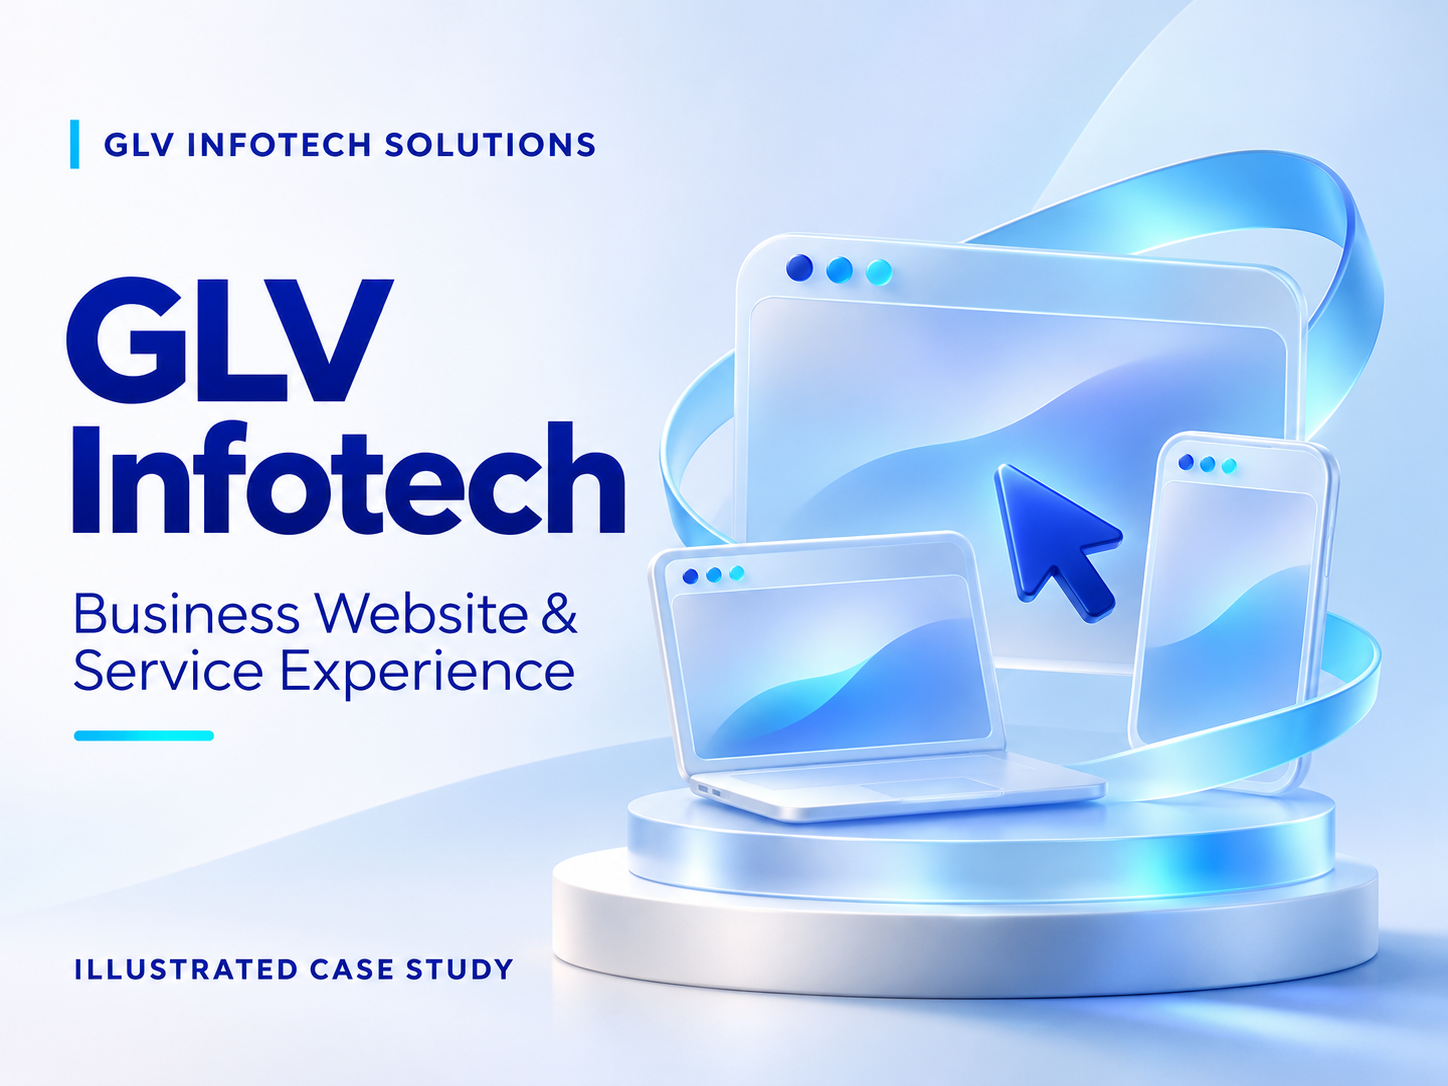 GLV INFOTECH SOLUTIONS
GLV
Infotech
Business Website &
Service Experience
ILLUSTRATED CASE STUDY